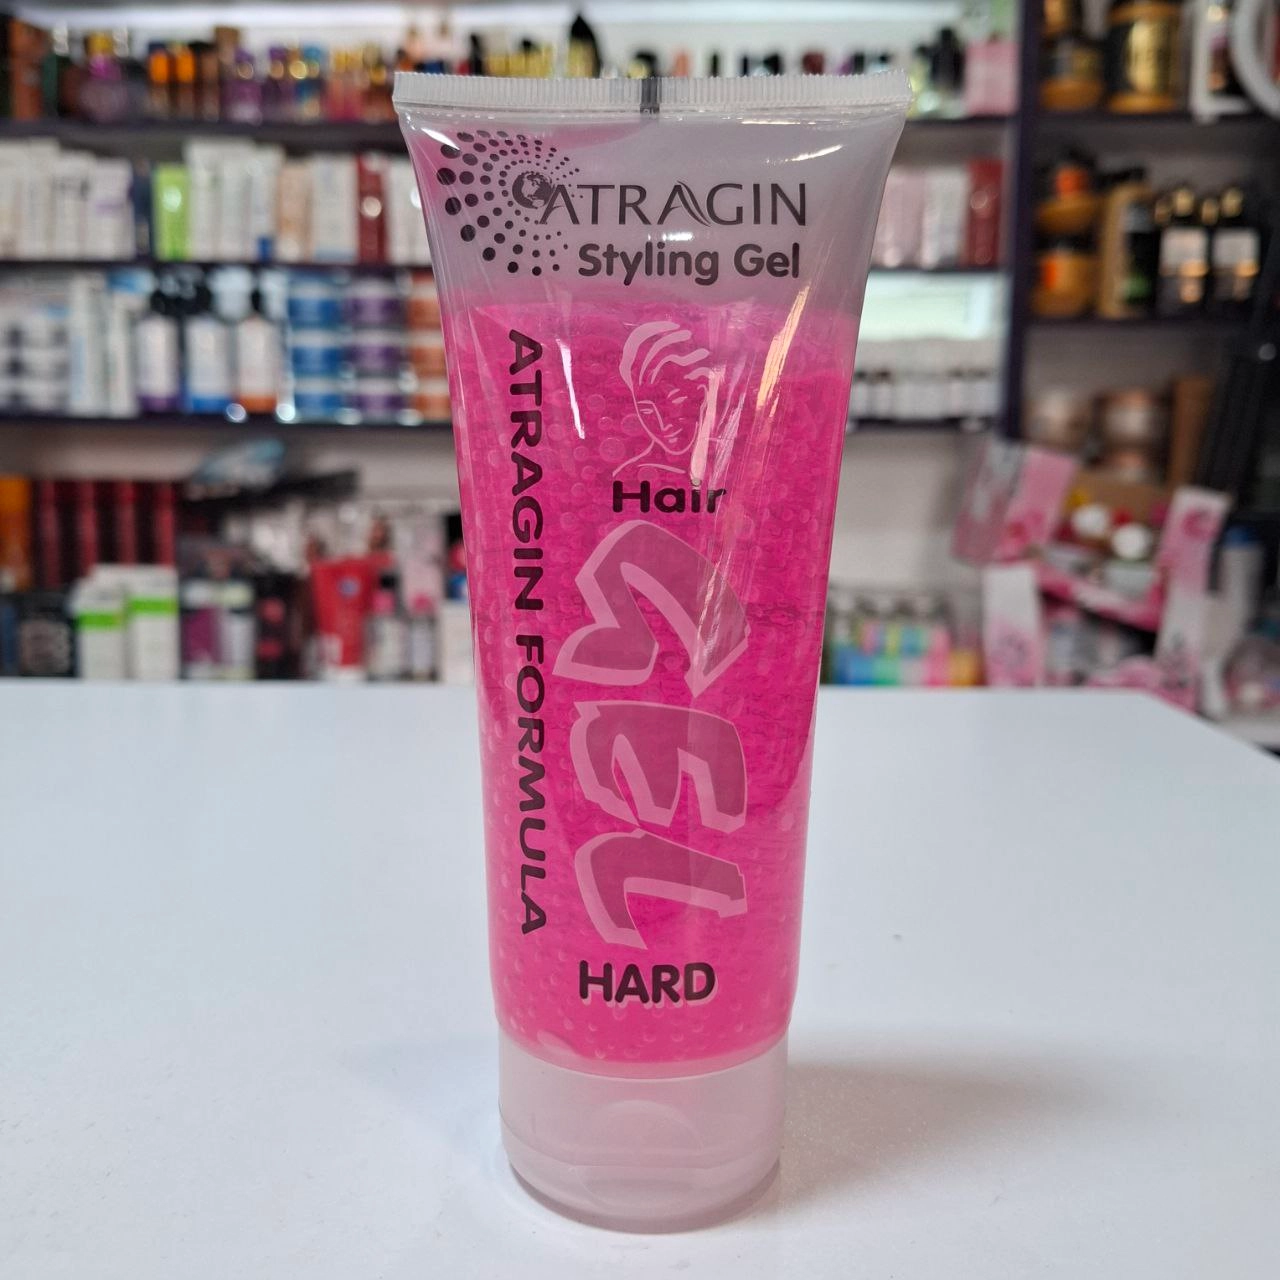 ATRAGIN
Styling Gel
ATRAGIN FORMULA
Hair
GEL
HARD